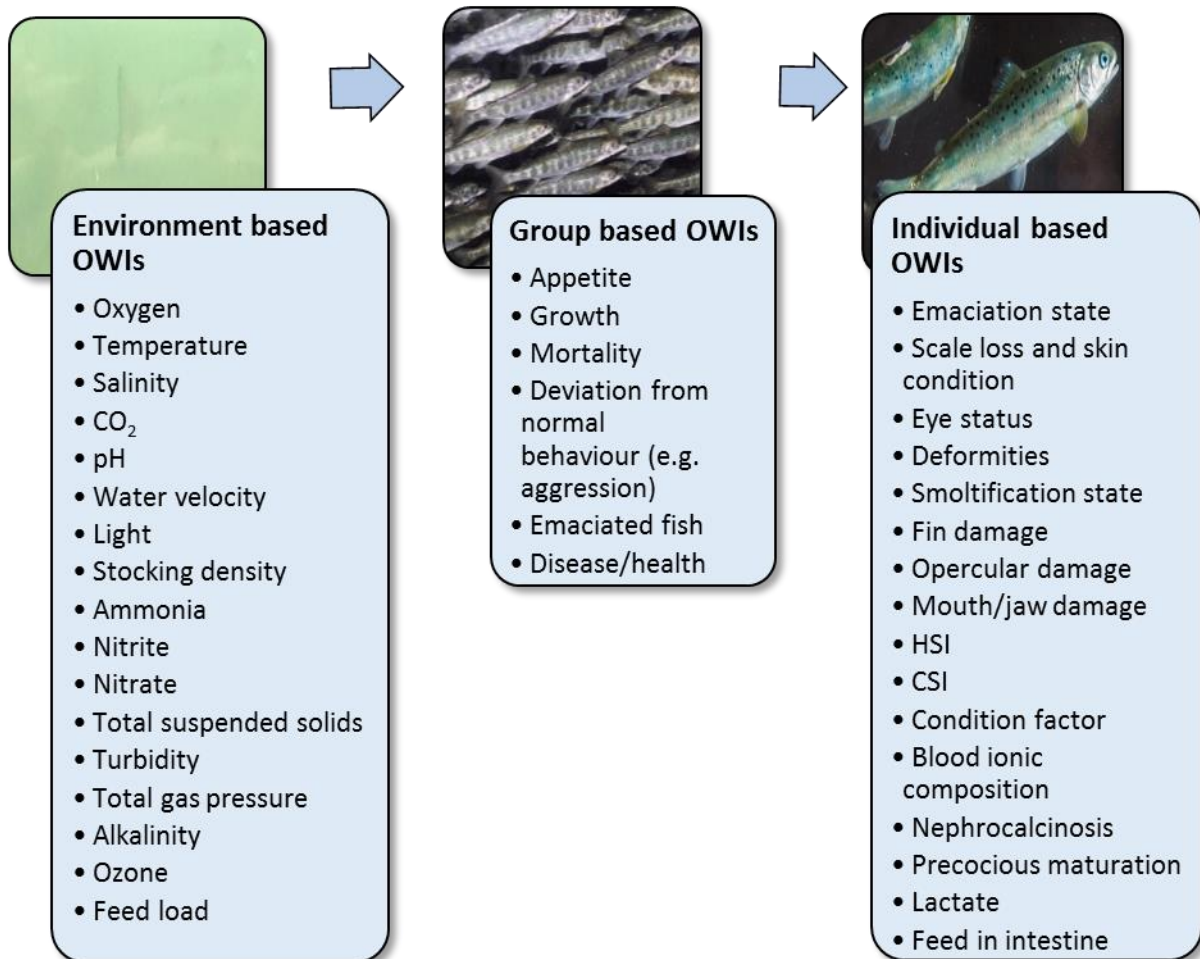 Environment based
OWIs
• Oxygen
• Temperature
• Salinity
• CO₂
• pH
• Water velocity
• Light
• Stocking density
• Ammonia
• Nitrite
• Nitrate
• Total suspended solids
• Turbidity
• Total gas pressure
• Alkalinity
• Ozone
• Feed load
Group based OWIs
• Appetite
• Growth
• Mortality
• Deviation from
normal
behaviour (e.g.
aggression)
• Emaciated fish
• Disease/health
Individual based
OWIs
• Emaciation state
• Scale loss and skin
condition
• Eye status
• Deformities
• Smoltification state
• Fin damage
• Opercular damage
• Mouth/jaw damage
• HSI
• CSI
• Condition factor
• Blood ionic
composition
• Nephrocalcinosis
• Precocious maturation
• Lactate
• Feed in intestine